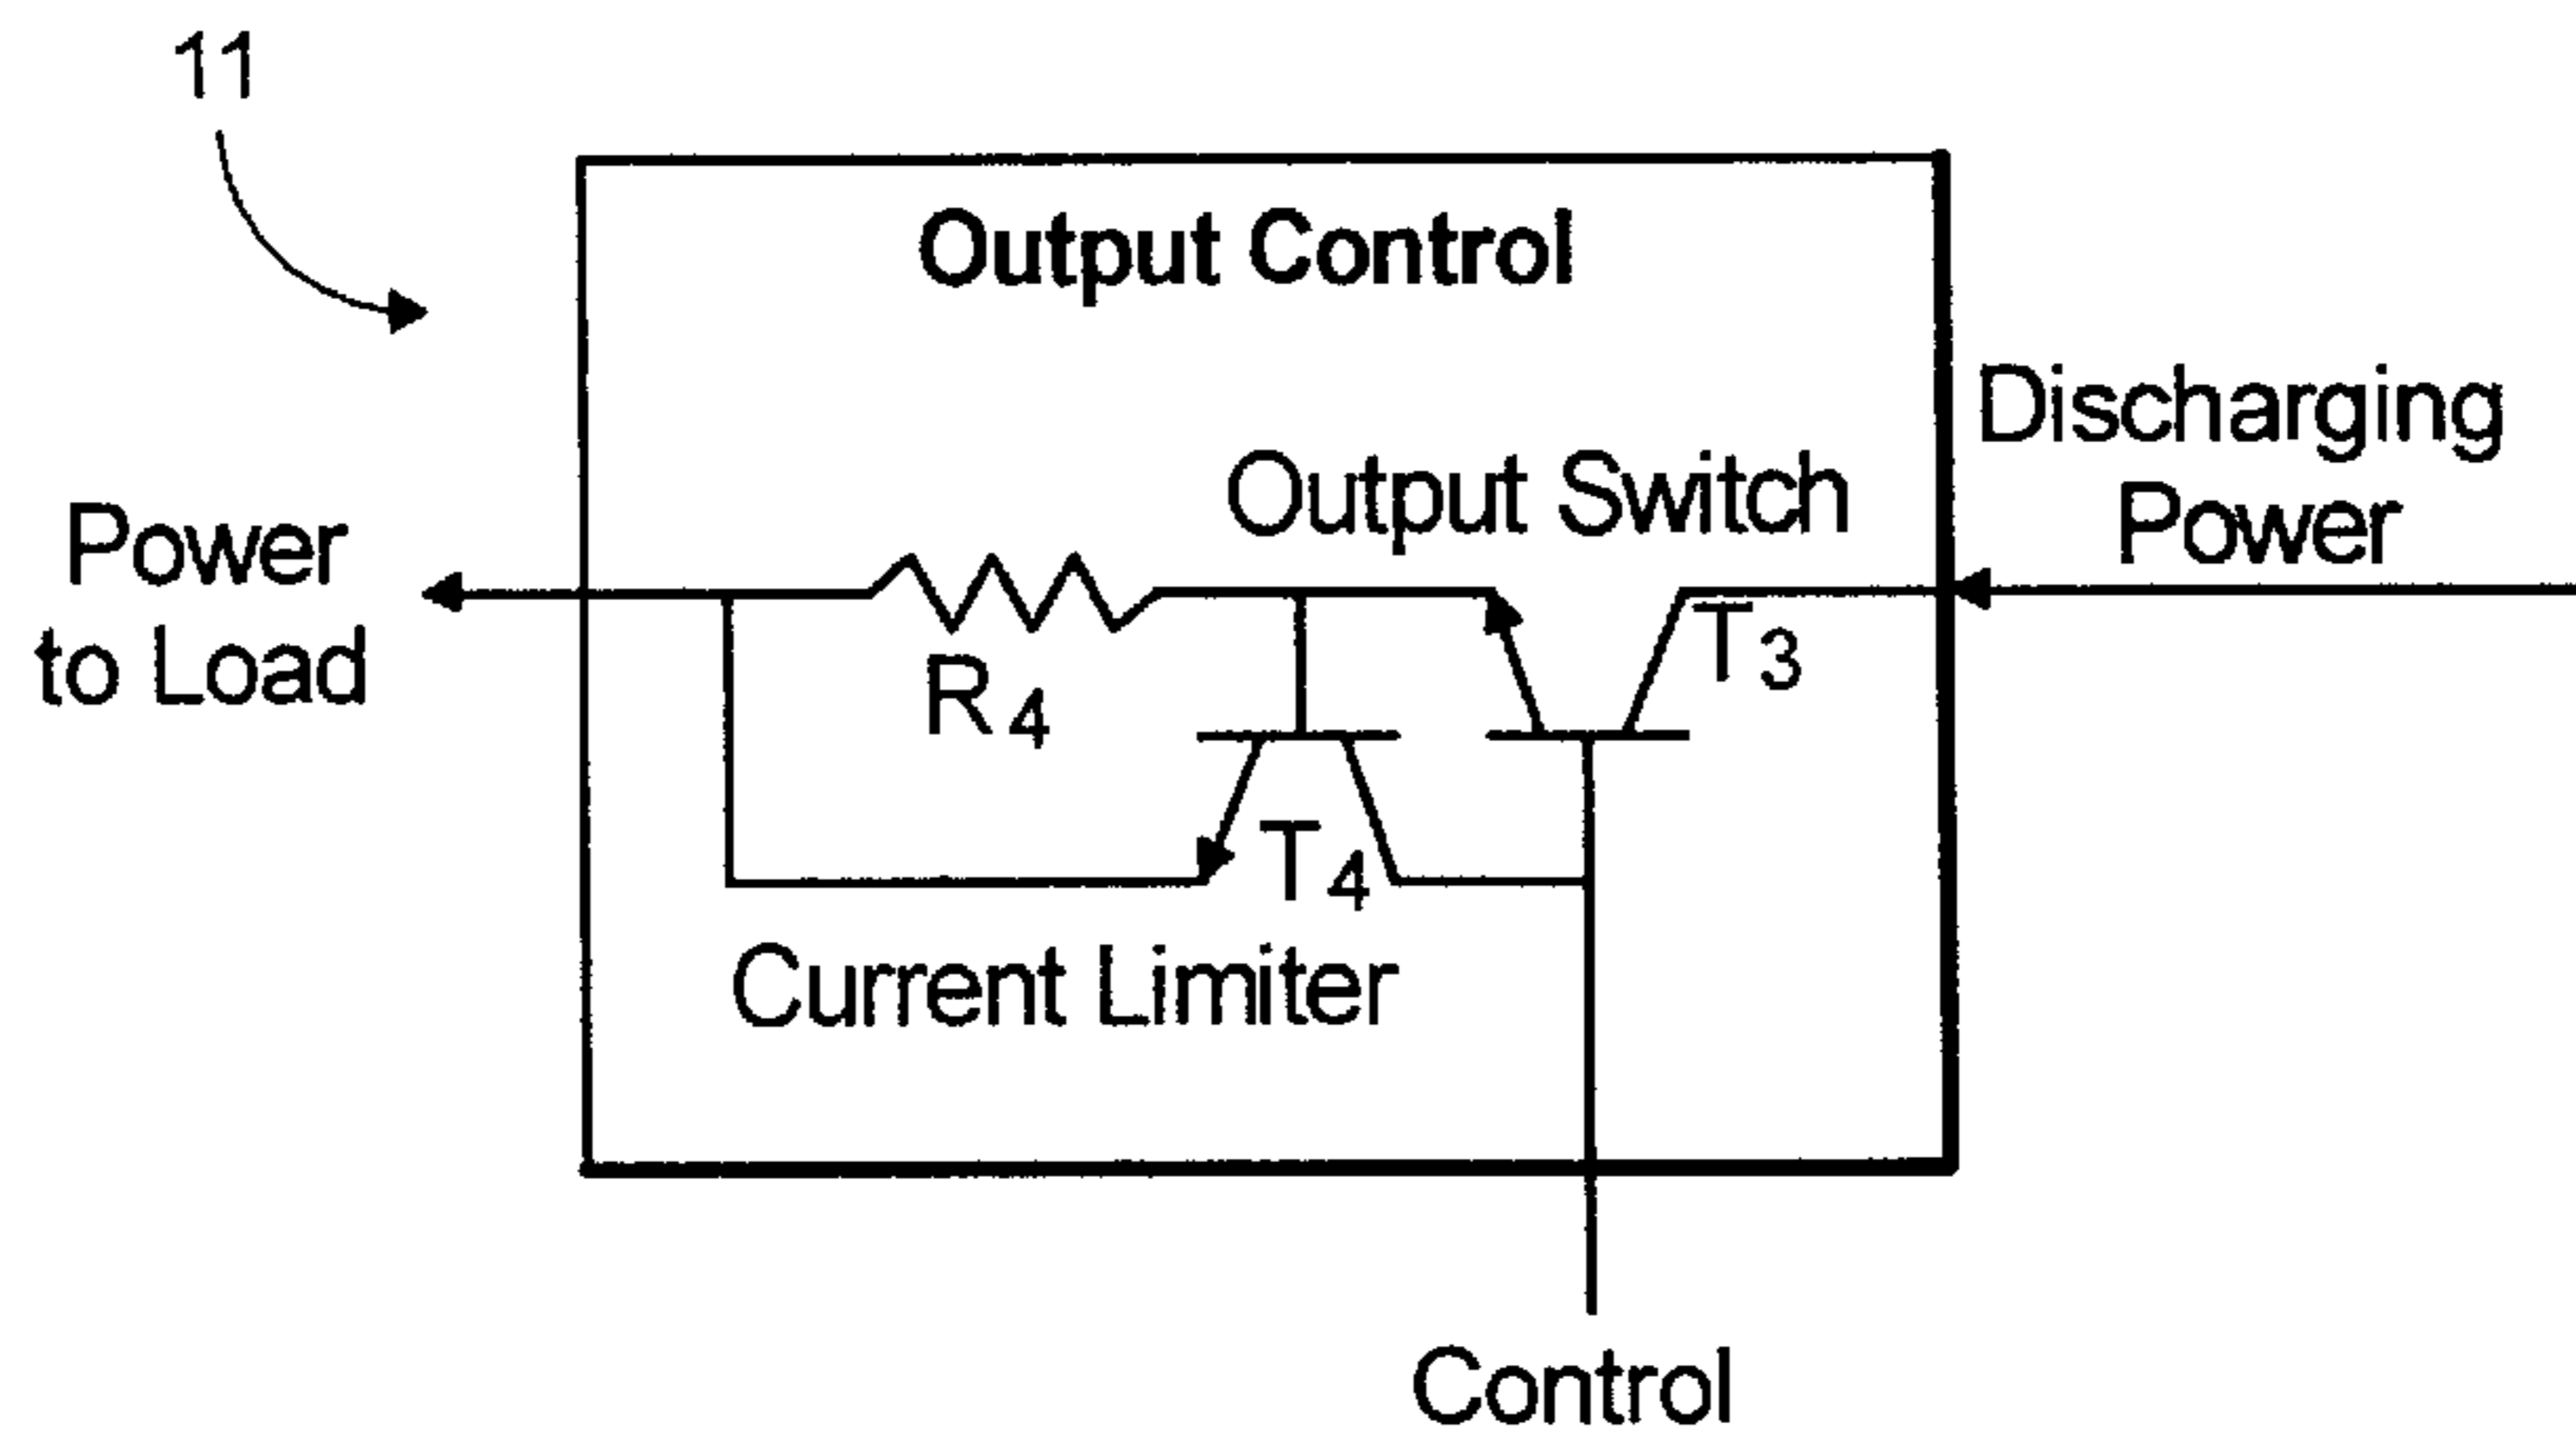 11
Output Control
Discharging
Power
Output Switch
Power
to Load
R4
T3
T4
Current Limiter
Control